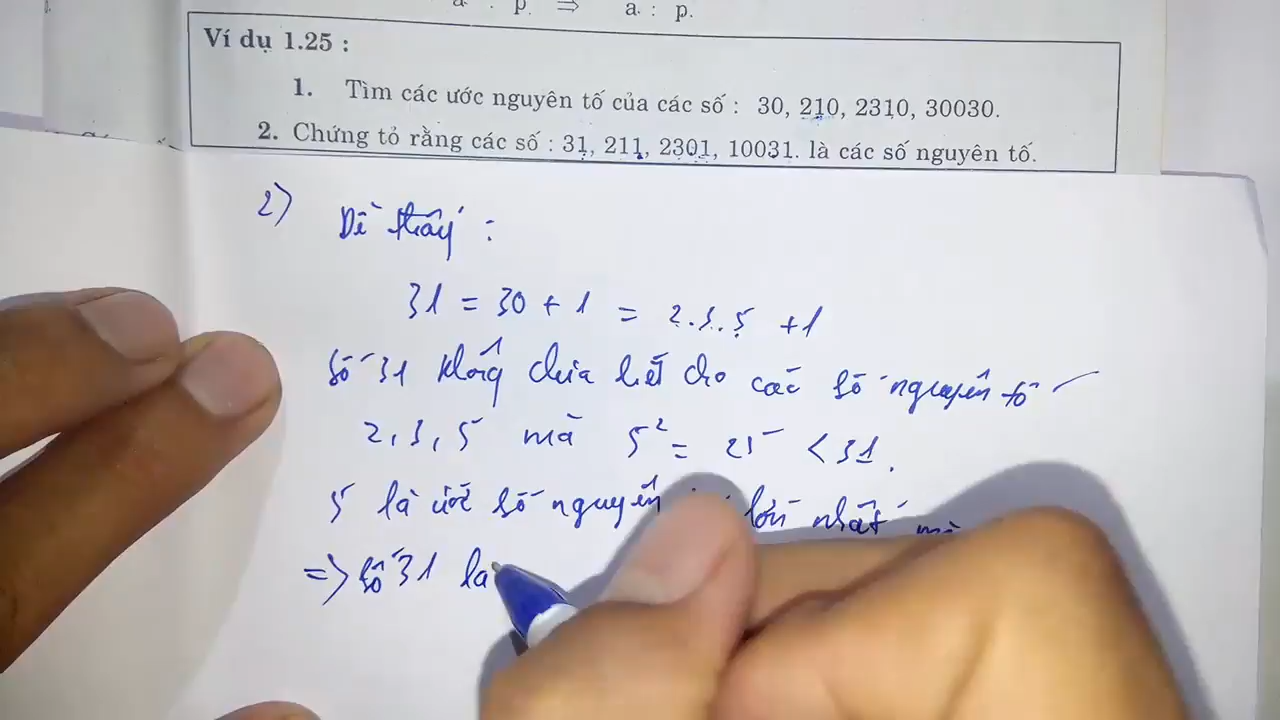 a : p. ⇒ a : p.
Ví dụ 1.25 :
1. Tìm các ước nguyên tố của các số : 30, 210, 2310, 30030.
2. Chứng tỏ rằng các số : 31, 211, 2301, 10031. là các số nguyên tố.
2) Dễ thấy :
31 = 30 + 1 = 2.3.5 + 1
Số 31 không chia hết cho các số nguyên tố
2, 3, 5 mà 5² = 25 < 31.
5 là ước số nguyên lớn nhất
=> số 31 là